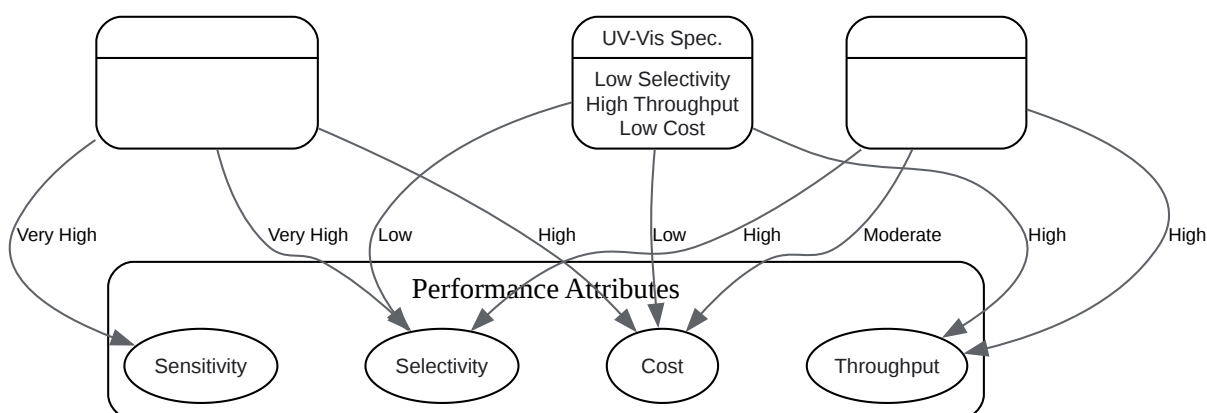 UV-Vis Spec.
Low Selectivity
High Throughput
Low Cost
Very High
Very High
Low
High
Low
High
Moderate
High
High
Performance Attributes
Sensitivity
Selectivity
Cost
Throughput